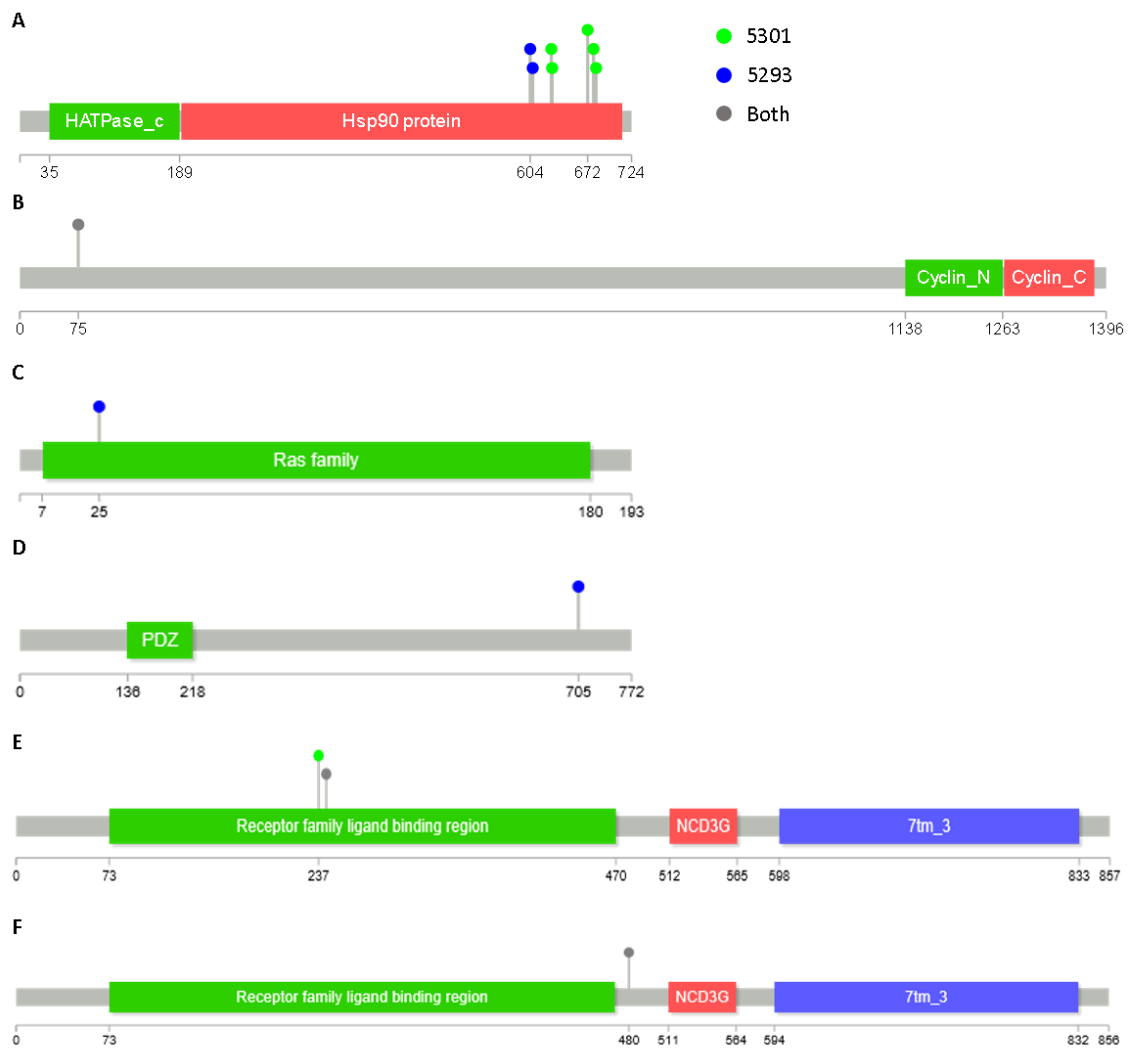 A
5301
5293
Both
HATPase_c Hsp90 protein
35 189 604 672 724
B
Cyclin_N Cyclin_C
0 75 1138 1263 1396
C
Ras family
7 25 180 193
D
PDZ
0 136 218 705 772
E
Receptor family ligand binding region NCD3G 7tm_3
0 73 237 470 512 565 598 833 857
F
Receptor family ligand binding region NCD3G 7tm_3
0 73 480 511 564 594 832 856